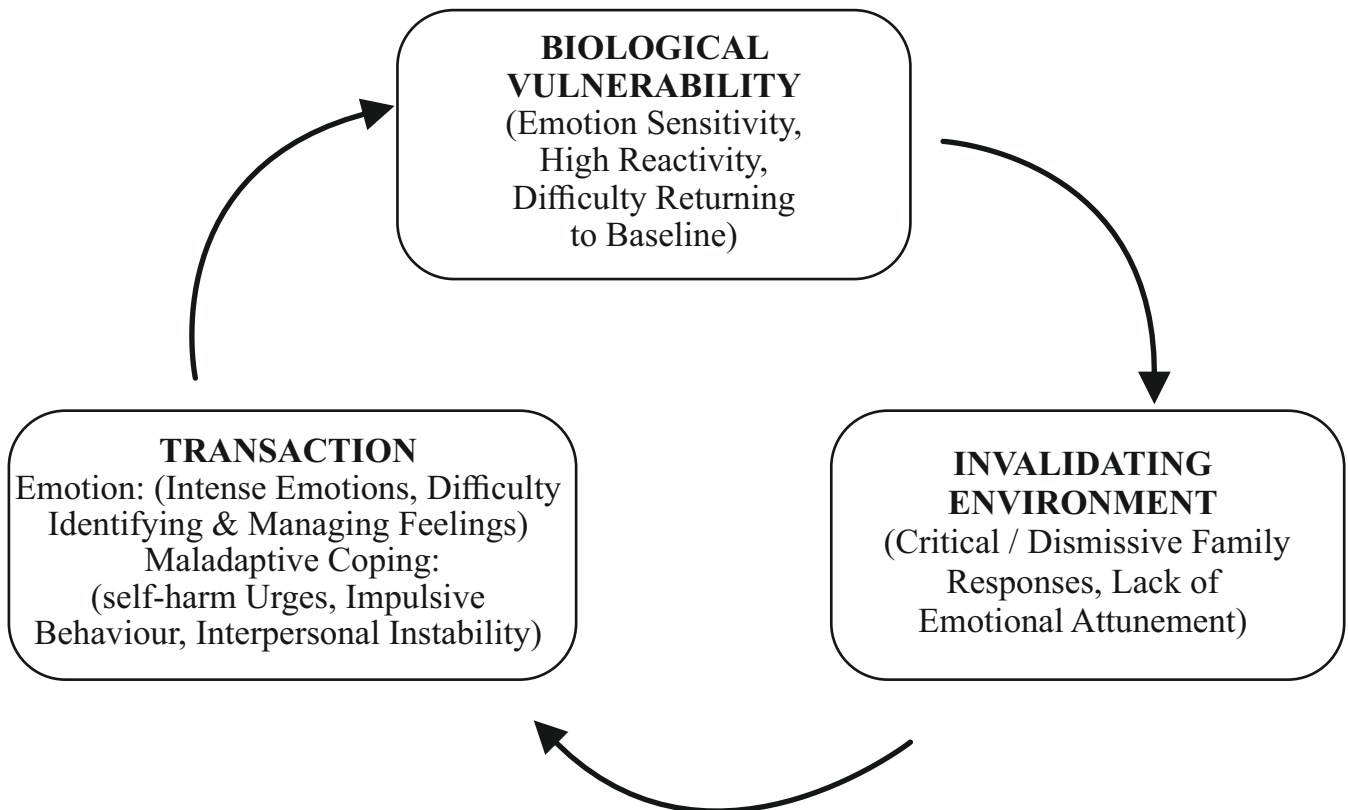 BIOLOGICAL
VULNERABILITY
(Emotion Sensitivity,
High Reactivity,
Difficulty Returning
to Baseline)
TRANSACTION
Emotion: (Intense Emotions, Difficulty
Identifying & Managing Feelings)
Maladaptive Coping:
(self-harm Urges, Impulsive
Behaviour, Interpersonal Instability)
INVALIDATING
ENVIRONMENT
(Critical / Dismissive Family
Responses, Lack of
Emotional Attunement)